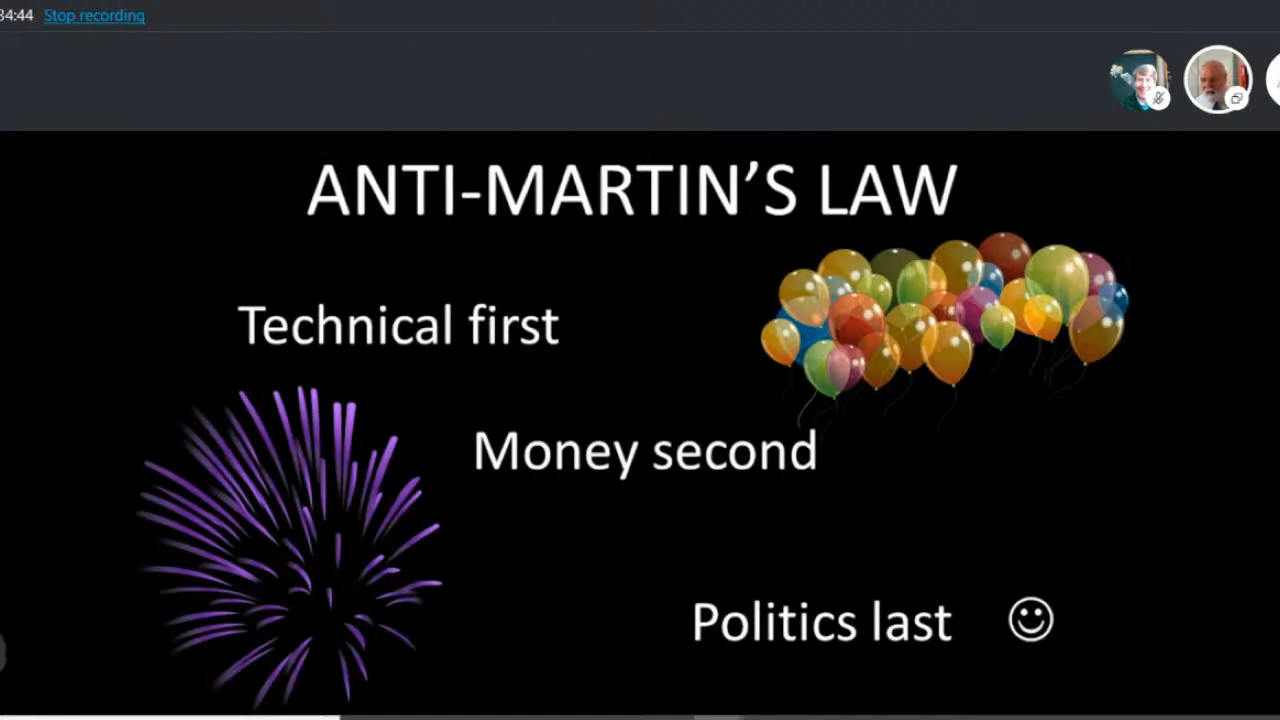 34:44 Stop recording
ANTI-MARTIN’S LAW
Technical first
Money second
Politics last ☺